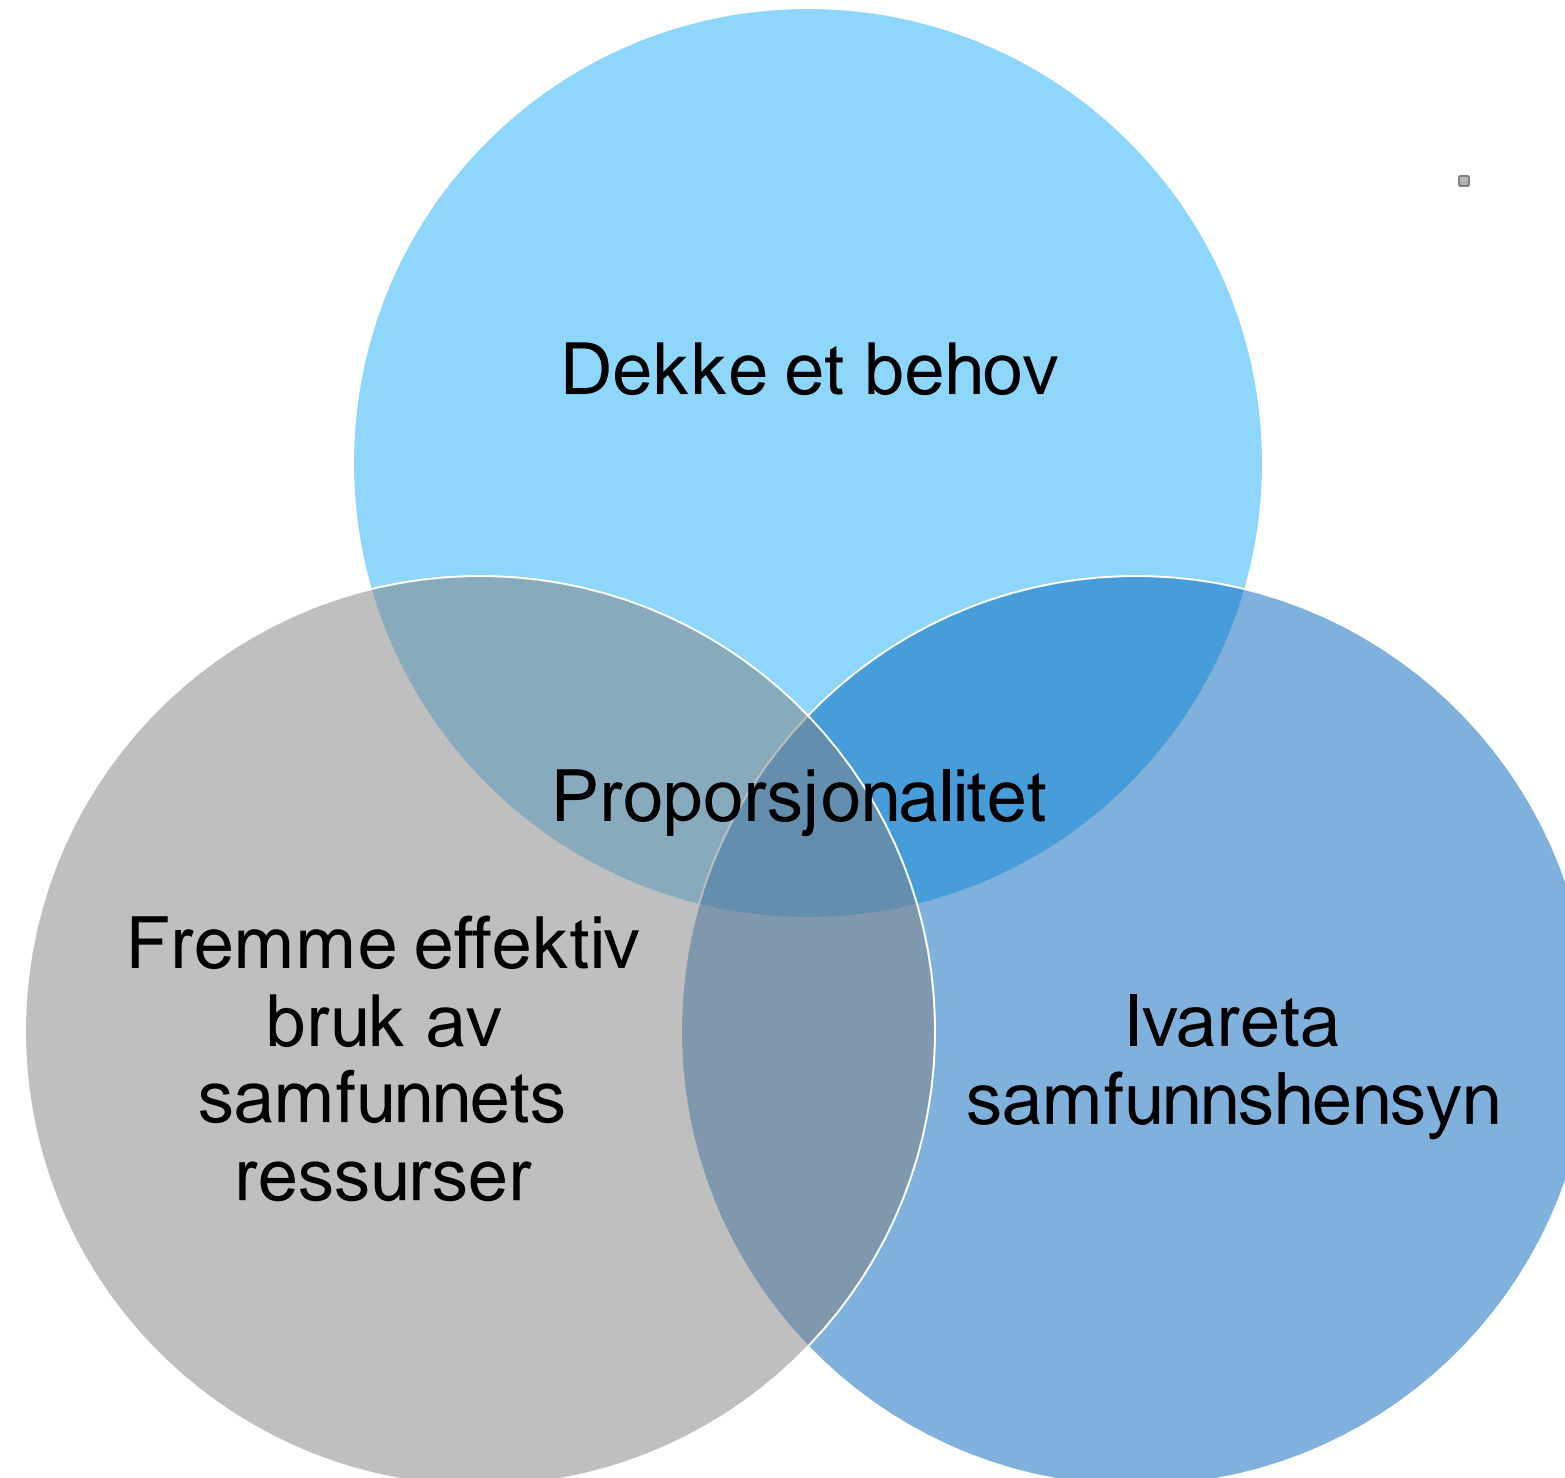 Dekke et behov
Proporsjonalitet
Fremme effektiv
bruk av
samfunnets
ressurser
Ivareta
samfunnshensyn